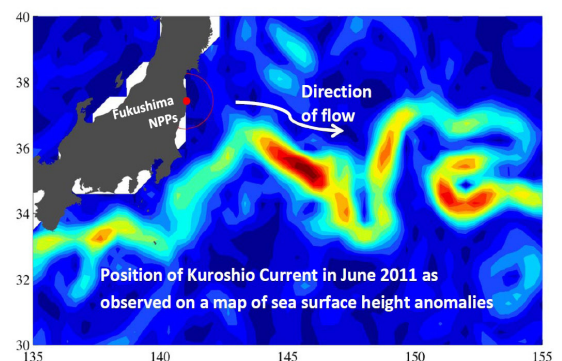 40
38
36
34
32
30
135
140
145
150
155
Fukushima
NPPs
Direction
of flow
Position of Kuroshio Current in June 2011 as
observed on a map of sea surface height anomalies